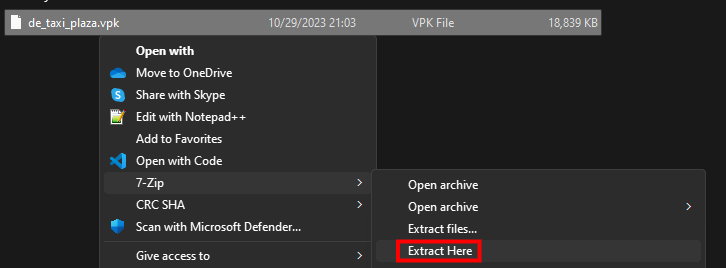 de_taxi_plaza.vpk 10/29/2023 21:03 VPK File 18,839 KB
Open with
Move to OneDrive
Share with Skype
Edit with Notepad++
Add to Favorites
Open with Code
7-Zip
CRC SHA
Scan with Microsoft Defender...
Give access to
Open archive
Open archive
Extract files...
Extract Here